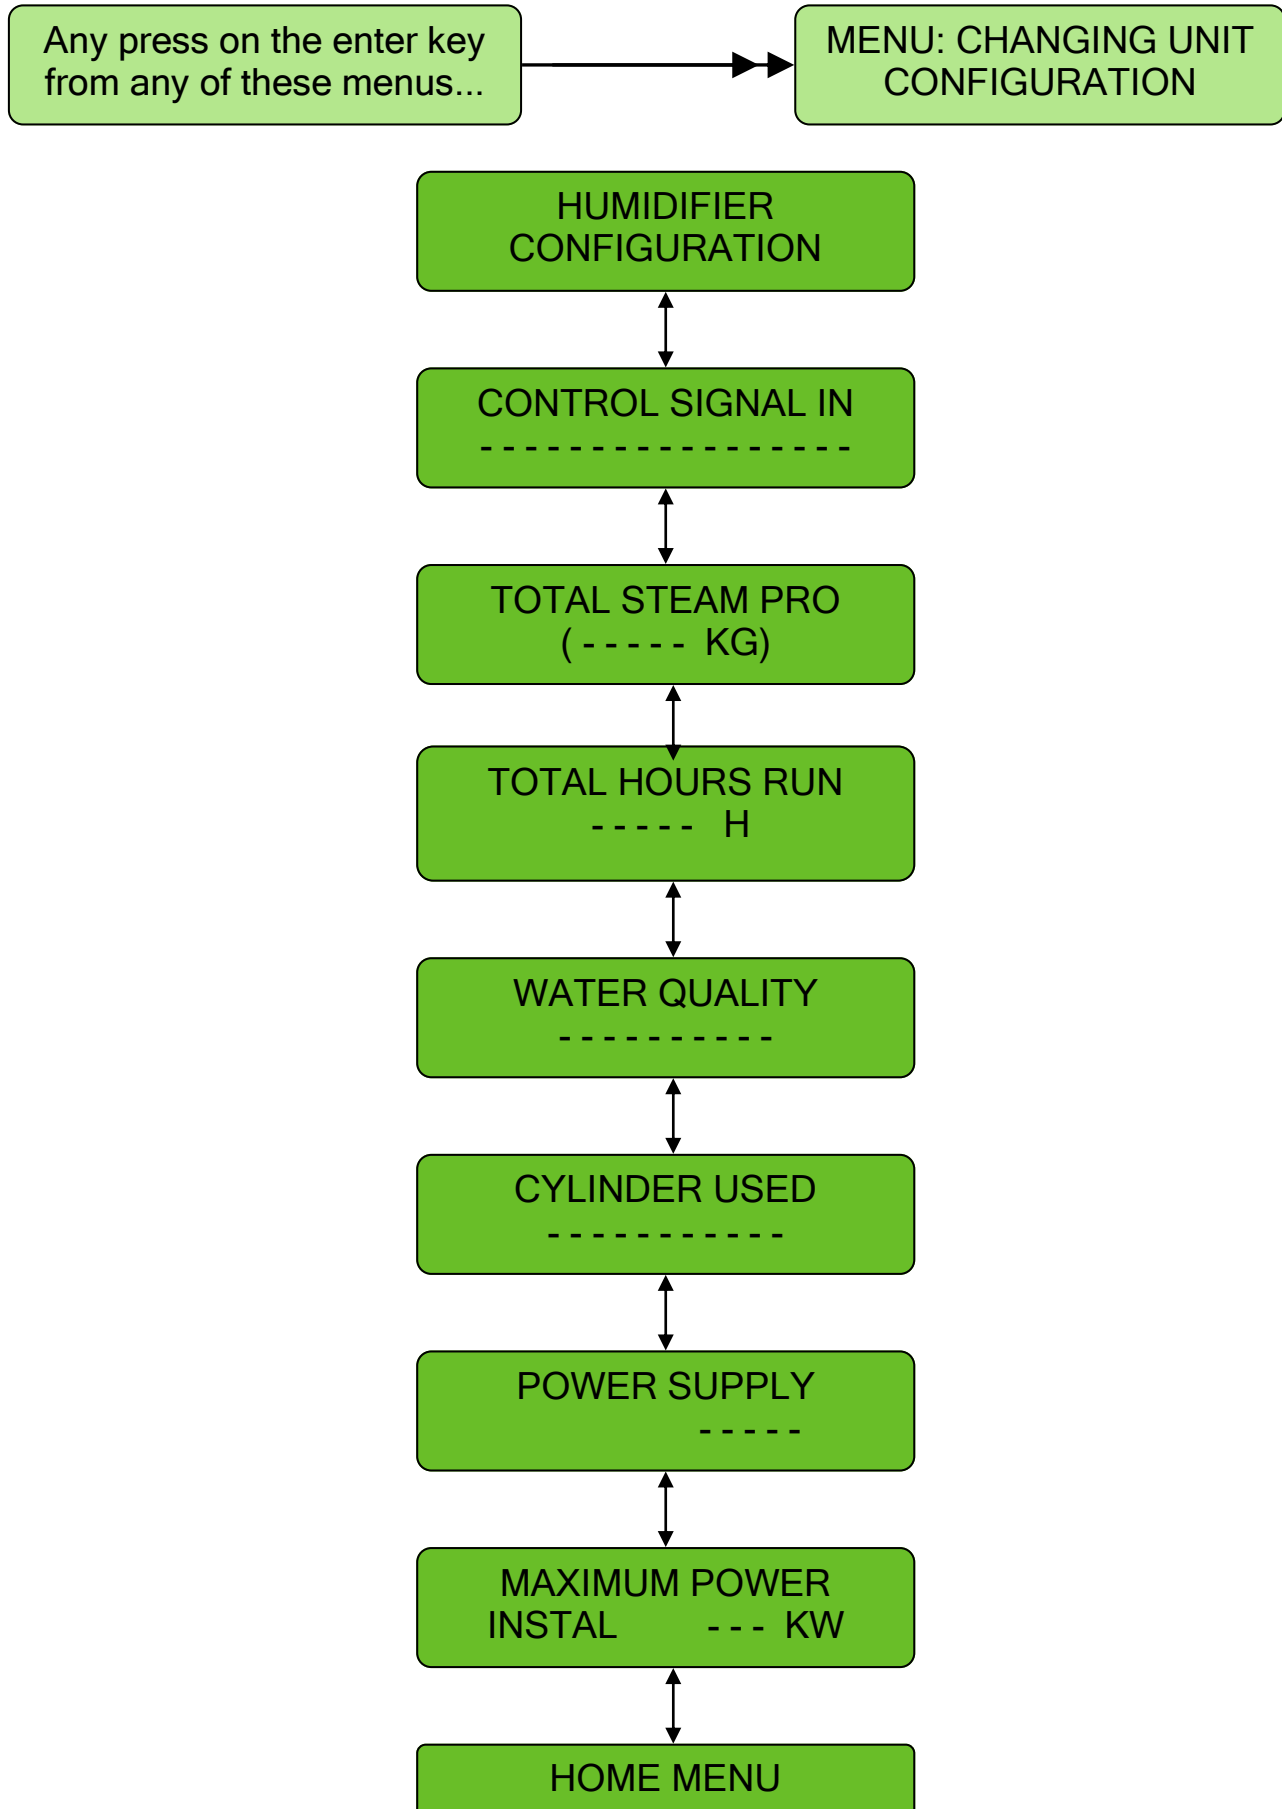 Any press on the enter key
from any of these menus...
MENU: CHANGING UNIT
CONFIGURATION
HUMIDIFIER
CONFIGURATION
CONTROL SIGNAL IN
- - - - - - - - - - - - - - - - -
TOTAL STEAM PRO
( - - - - - KG)
TOTAL HOURS RUN
- - - - - H
WATER QUALITY
- - - - - - - - - -
CYLINDER USED
- - - - - - - - - - -
POWER SUPPLY
- - - - -
MAXIMUM POWER
INSTAL - - - KW
HOME MENU